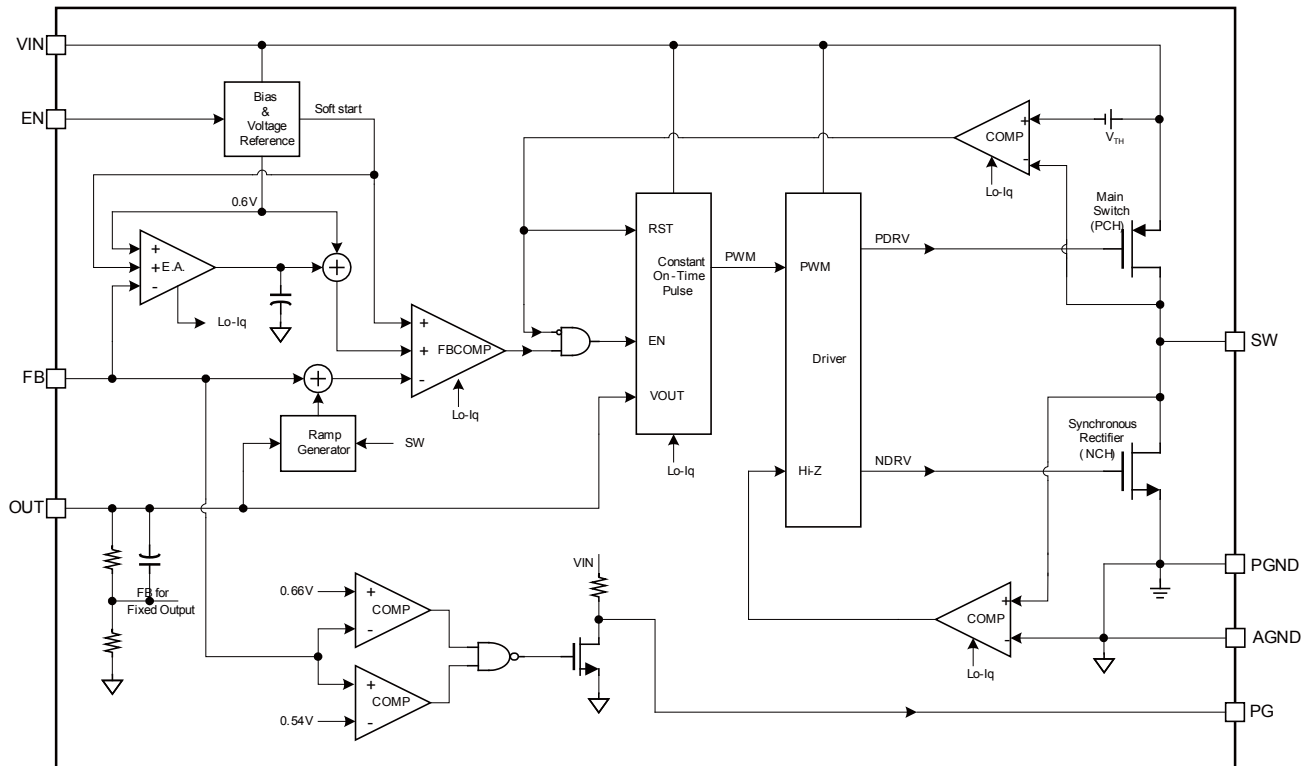 VIN
EN
Bias
&
Voltage
Reference
Soft start
0.6V
+
+
-
E.A.
+
Lo-Iq
+
+
-
FBCOMP
Lo-Iq
FB
+
Ramp
Generator
SW
OUT
FB for
Fixed Output
RST
Constant
On-Time
Pulse
EN
VOUT
Lo-Iq
PWM
PWM
Driver
Hi-Z
PDRV
NDRV
+
COMP
-
Lo-Iq
VTH
Main
Switch
(PCH)
SW
Synchronous
Rectifier
(NCH)
+
COMP
-
Lo-Iq
PGND
AGND
PG
0.66V
+
COMP
-
+
COMP
-
0.54V
VIN